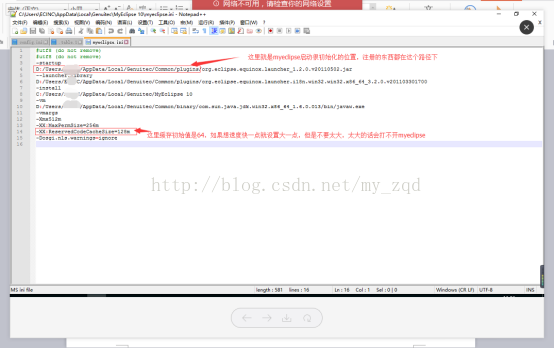 网络不可用，请检查你的网络设置
C:\Users\ECINC\AppData\Local\Genuitec\MyEclipse 10\myeclipse.ini - Notepad++
文件(F) 编辑(E) 搜索(S) 视图(V) 格式(M) 语言(L) 设置(T) 宏(O) 运行(R) 插件(P) 窗口(W) ?
myeclipse.ini
1 #utf8 (do not remove)
2 #utf8 (do not remove)
3 -startup
这里就是myeclipse启动要初始化的位置，注册的东西都在这个路径下
4 D:/Users/ /AppData/Local/Genuitec/Common/plugins/org.eclipse.equinox.launcher_1.2.0.v20110502.jar
5 --launcher.library
6 D:/Users/ /AppData/Local/Genuitec/Common/plugins/org.eclipse.equinox.launcher.i18n.win32.win32.x86_64_3.2.0.v201103301700
7 -install
8 C:/Users/ /AppData/Local/Genuitec/MyEclipse 10
9 -vm
10 D:/Users/ /AppData/Local/Genuitec/Common/binary/com.sun.java.jdk.win32.x86_64_1.6.0.013/bin/javaw.exe
11 -vmargs
12 -Xmx512m
13 -XX:MaxPermSize=256m
14 -XX:ReservedCodeCacheSize=128m
这里缓存初始值是64，如果想速度快一点就设置大一点，但是不要太大，太大的话会打不开myeclipse
15 -Dosgi.nls.warnings=ignore
16
http://blog.csdn.net/my_zqd
MS ini file length : 581 lines : 16 Ln : 16 Col : 1 Sel : 0 | 0 Windows (CR LF) UTF-8 INS